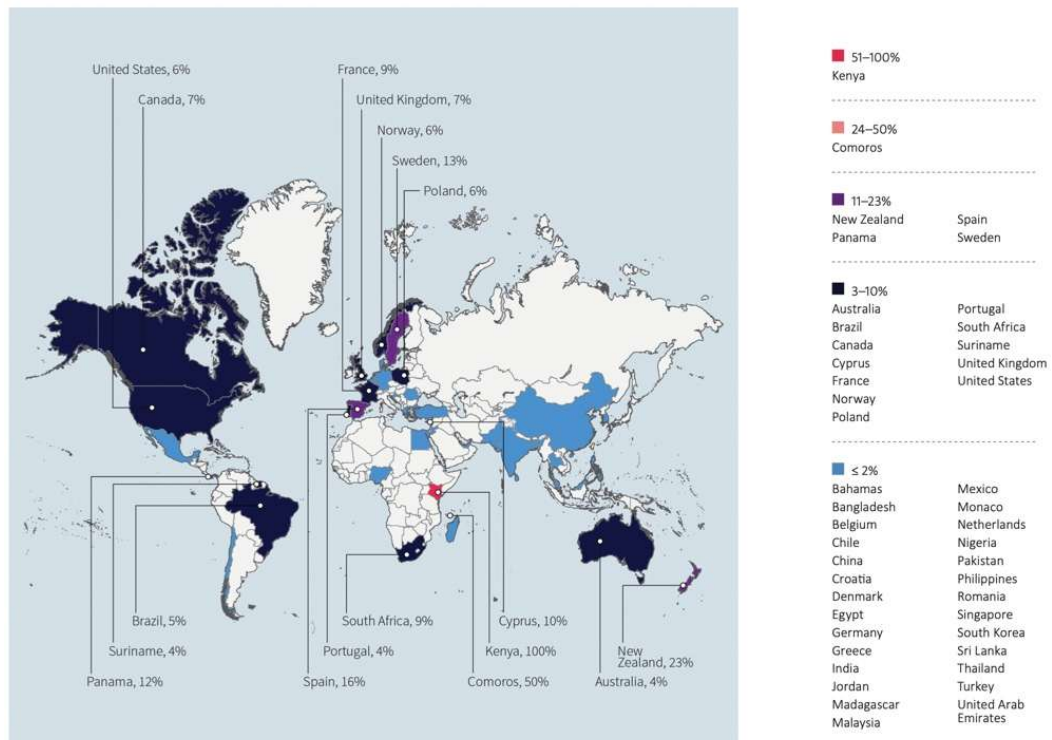 United States, 6%
France, 9%
Canada, 7%
United Kingdom, 7%
Norway, 6%
Sweden, 13%
Poland, 6%
Brazil, 5%
South Africa, 9%
Cyprus, 10%
Suriname, 4%
Portugal, 4%
Kenya, 100%
New
Zealand, 23%
Panama, 12%
Spain, 16%
Comoros, 50%
Australia, 4%
51–100%
Kenya
24–50%
Comoros
11–23%
New Zealand
Panama
Spain
Sweden
3–10%
Australia
Brazil
Canada
Cyprus
France
Norway
Poland
Portugal
South Africa
Suriname
United Kingdom
United States
≤ 2%
Bahamas
Bangladesh
Belgium
Chile
China
Croatia
Denmark
Egypt
Germany
Greece
India
Jordan
Madagascar
Malaysia
Mexico
Monaco
Netherlands
Nigeria
Pakistan
Philippines
Romania
Singapore
South Korea
Sri Lanka
Thailand
Turkey
United Arab
Emirates